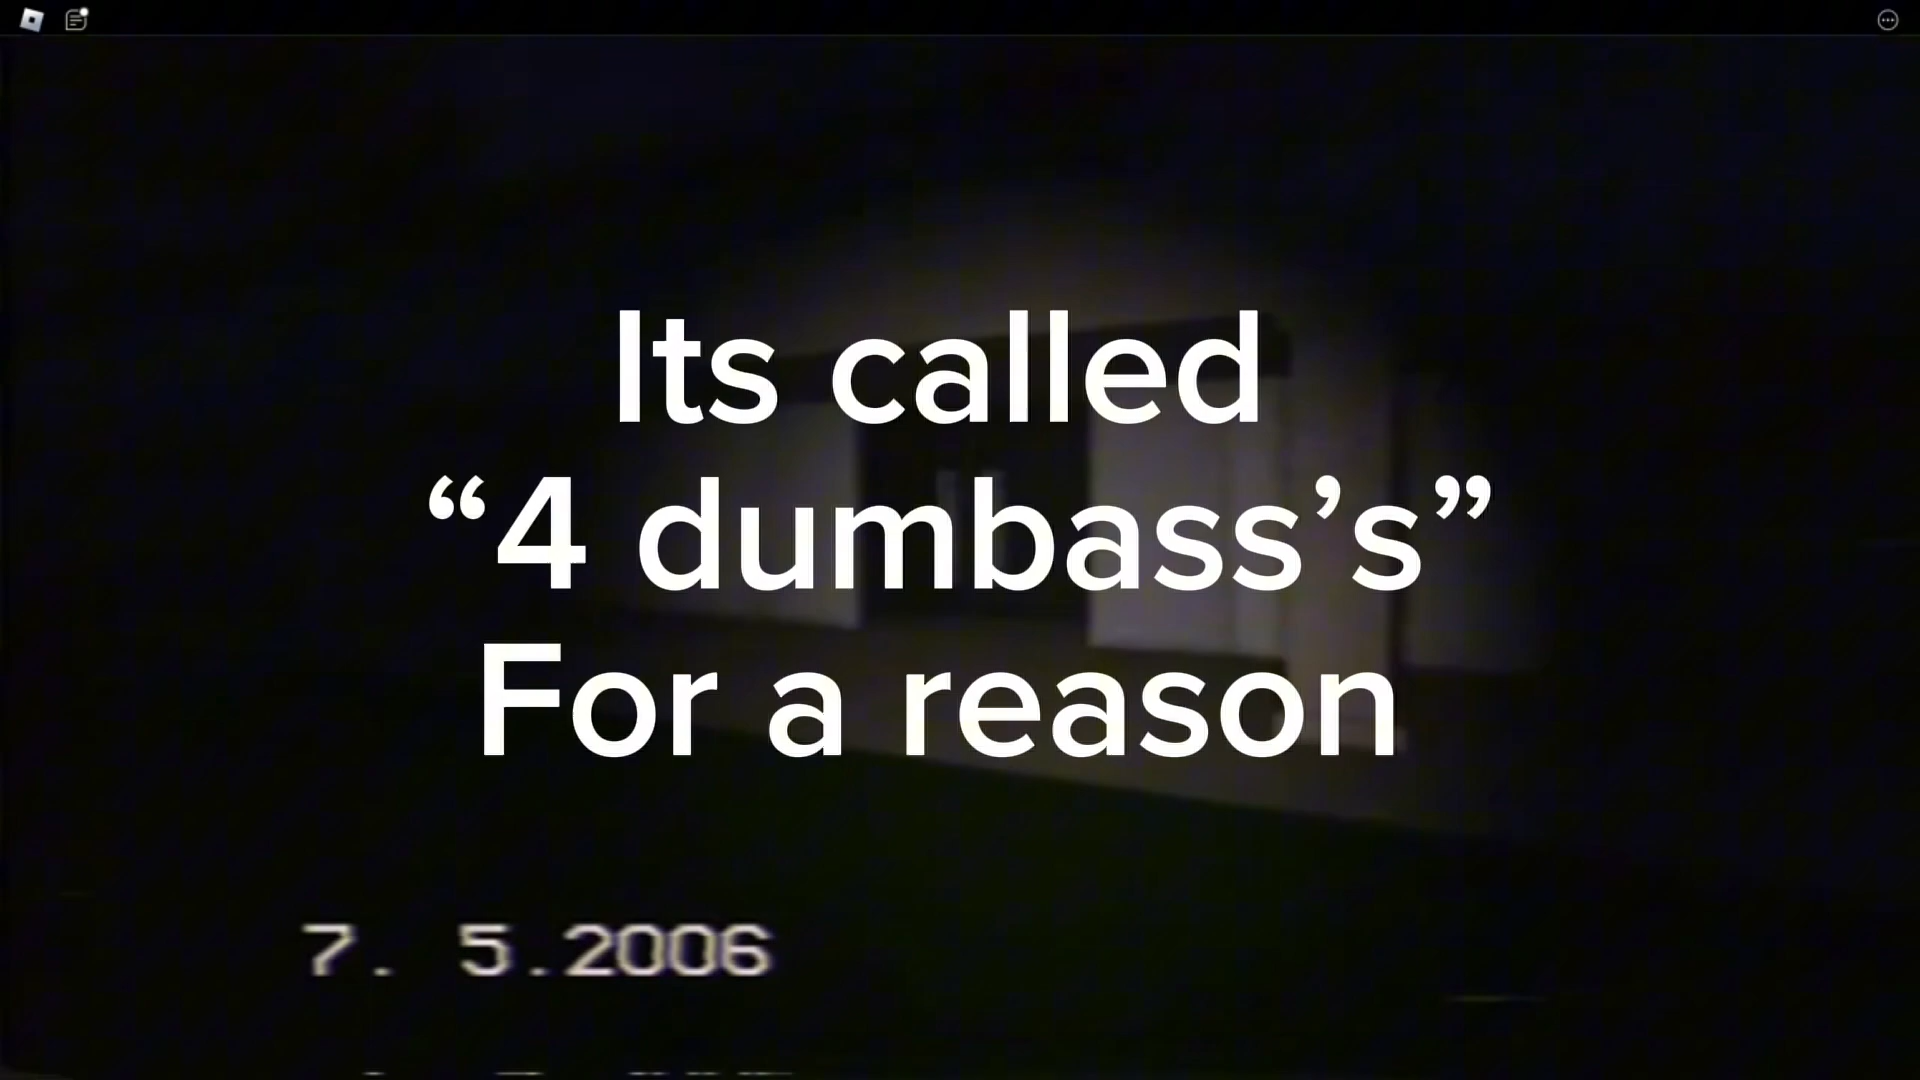 Its called
“4 dumbass’s”
For a reason
7. 5.2006